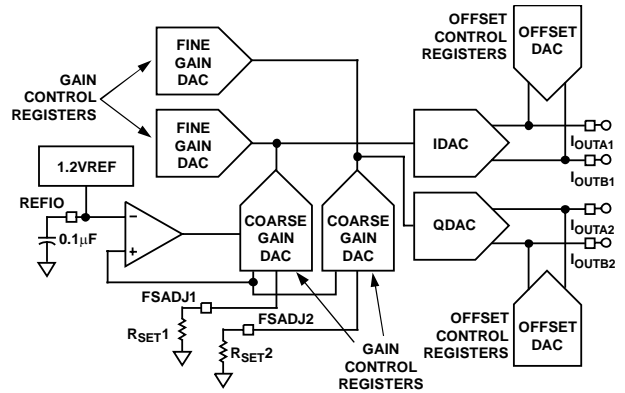 OFFSET
CONTROL
REGISTERS
OFFSET
DAC
FINE
GAIN
DAC
GAIN
CONTROL
REGISTERS
FINE
GAIN
DAC
IDAC
IOUTA1
IOUTB1
1.2VREF
REFIO
0.1µF
−
+
COARSE
GAIN
DAC
COARSE
GAIN
DAC
QDAC
IOUTA2
IOUTB2
FSADJ1
RSET1
FSADJ2
RSET2
GAIN
CONTROL
REGISTERS
OFFSET
CONTROL
REGISTERS
OFFSET
DAC